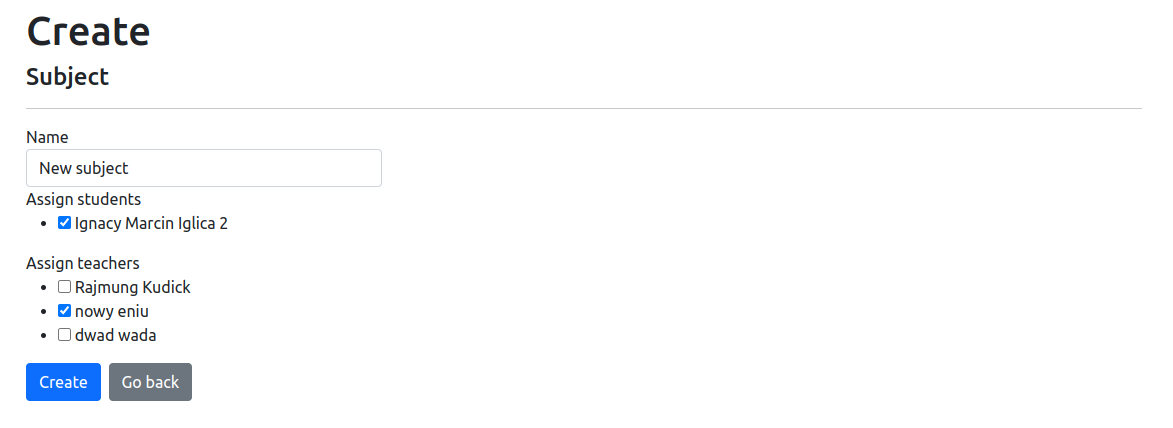 Create
Subject
Name
New subject
Assign students
Ignacy Marcin Iglica 2
Assign teachers
Rajmung Kudick
nowy eniu
dwad wada
Create Go back